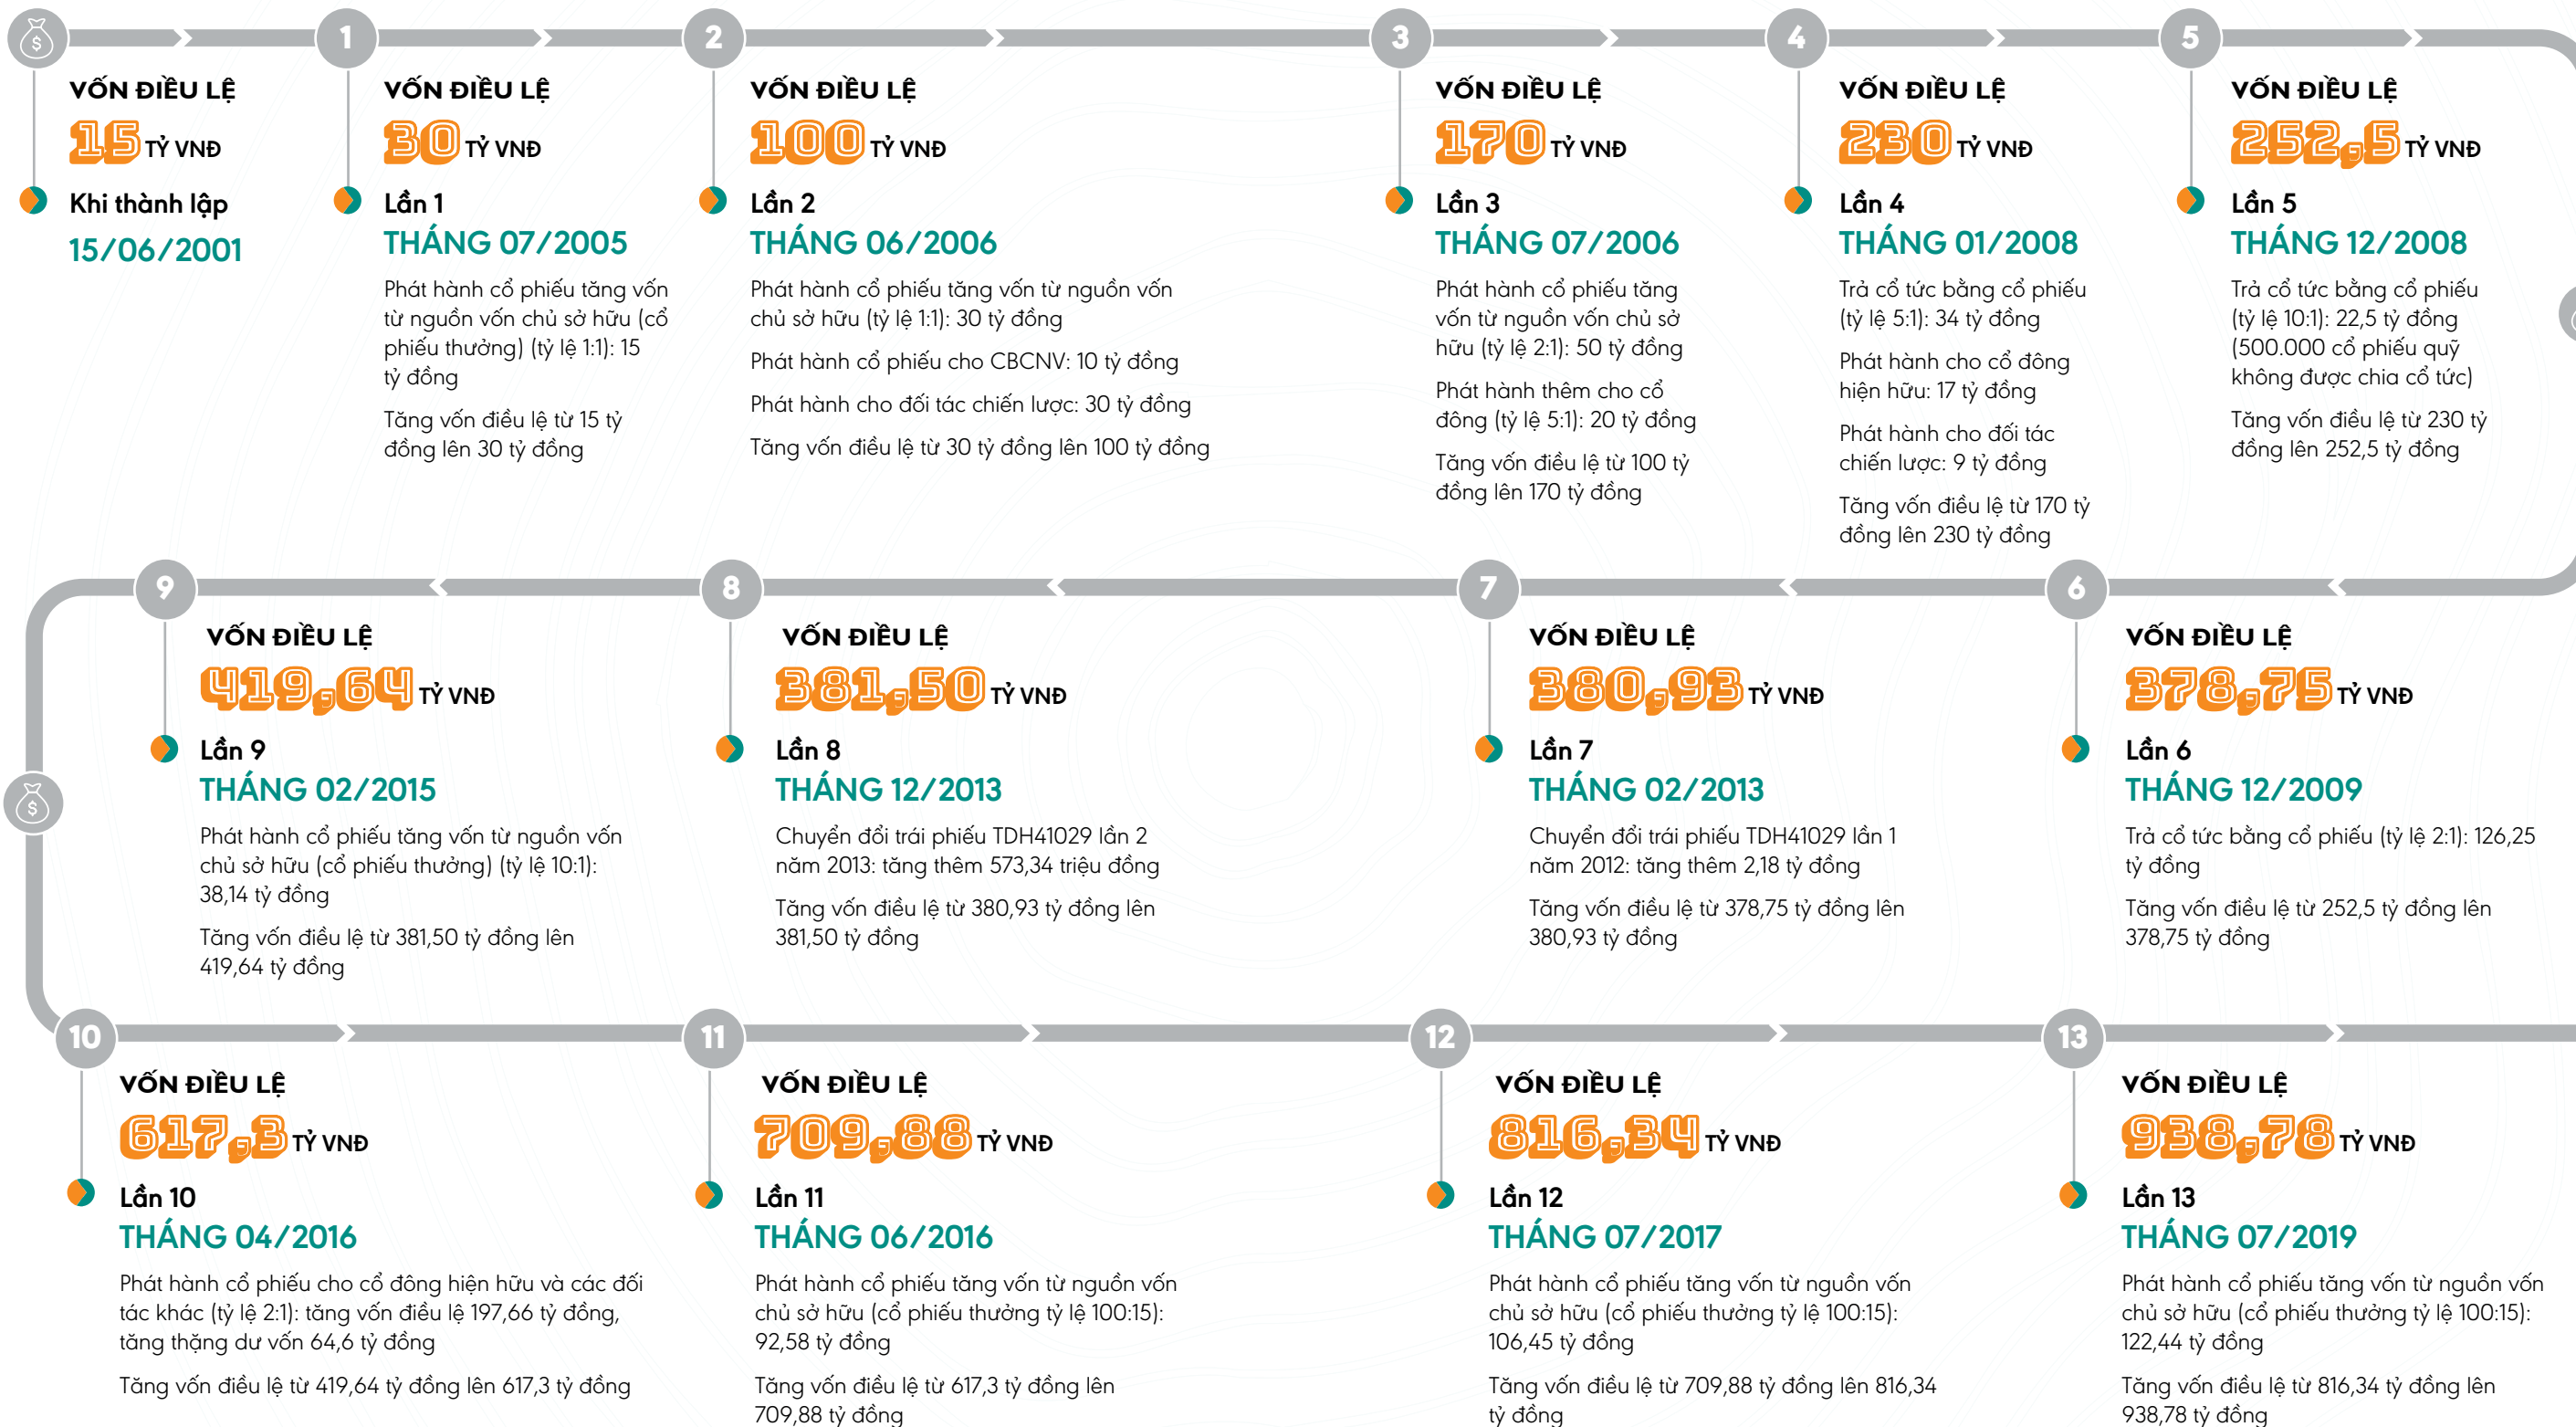 VỐN ĐIỀU LỆ
15 TỶ VNĐ
Khi thành lập
15/06/2001
1
VỐN ĐIỀU LỆ
30 TỶ VNĐ
Lần 1
THÁNG 07/2005
Phát hành cổ phiếu tăng vốn
từ nguồn vốn chủ sở hữu (cổ
phiếu thưởng) (tỷ lệ 1:1): 15
tỷ đồng
Tăng vốn điều lệ từ 15 tỷ
đồng lên 30 tỷ đồng
2
VỐN ĐIỀU LỆ
100 TỶ VNĐ
Lần 2
THÁNG 06/2006
Phát hành cổ phiếu tăng vốn từ nguồn vốn
chủ sở hữu (tỷ lệ 1:1): 30 tỷ đồng
Phát hành cổ phiếu cho CBCNV: 10 tỷ đồng
Phát hành cho đối tác chiến lược: 30 tỷ đồng
Tăng vốn điều lệ từ 30 tỷ đồng lên 100 tỷ đồng
3
VỐN ĐIỀU LỆ
170 TỶ VNĐ
Lần 3
THÁNG 07/2006
Phát hành cổ phiếu tăng
vốn từ nguồn vốn chủ sở
hữu (tỷ lệ 2:1): 50 tỷ đồng
Phát hành thêm cho cổ
đông (tỷ lệ 5:1): 20 tỷ đồng
Tăng vốn điều lệ từ 100 tỷ
đồng lên 170 tỷ đồng
4
VỐN ĐIỀU LỆ
230 TỶ VNĐ
Lần 4
THÁNG 01/2008
Trả cổ tức bằng cổ phiếu
(tỷ lệ 5:1): 34 tỷ đồng
Phát hành cho cổ đông
hiện hữu: 17 tỷ đồng
Phát hành cho đối tác
chiến lược: 9 tỷ đồng
Tăng vốn điều lệ từ 170 tỷ
đồng lên 230 tỷ đồng
5
VỐN ĐIỀU LỆ
252,5 TỶ VNĐ
Lần 5
THÁNG 12/2008
Trả cổ tức bằng cổ phiếu
(tỷ lệ 10:1): 22,5 tỷ đồng
(500.000 cổ phiếu quỹ
không được chia cổ tức)
Tăng vốn điều lệ từ 230 tỷ
đồng lên 252,5 tỷ đồng
6
VỐN ĐIỀU LỆ
378,75 TỶ VNĐ
Lần 6
THÁNG 12/2009
Trả cổ tức bằng cổ phiếu (tỷ lệ 2:1): 126,25
tỷ đồng
Tăng vốn điều lệ từ 252,5 tỷ đồng lên
378,75 tỷ đồng
7
VỐN ĐIỀU LỆ
380,93 TỶ VNĐ
Lần 7
THÁNG 02/2013
Chuyển đổi trái phiếu TDH41029 lần 1
năm 2012: tăng thêm 2,18 tỷ đồng
Tăng vốn điều lệ từ 378,75 tỷ đồng lên
380,93 tỷ đồng
8
VỐN ĐIỀU LỆ
381,50 TỶ VNĐ
Lần 8
THÁNG 12/2013
Chuyển đổi trái phiếu TDH41029 lần 2
năm 2013: tăng thêm 573,34 triệu đồng
Tăng vốn điều lệ từ 380,93 tỷ đồng lên
381,50 tỷ đồng
9
VỐN ĐIỀU LỆ
419,64 TỶ VNĐ
Lần 9
THÁNG 02/2015
Phát hành cổ phiếu tăng vốn từ nguồn vốn
chủ sở hữu (cổ phiếu thưởng) (tỷ lệ 10:1):
38,14 tỷ đồng
Tăng vốn điều lệ từ 381,50 tỷ đồng lên
419,64 tỷ đồng
10
VỐN ĐIỀU LỆ
617,3 TỶ VNĐ
Lần 10
THÁNG 04/2016
Phát hành cổ phiếu cho cổ đông hiện hữu và các đối
tác khác (tỷ lệ 2:1): tăng vốn điều lệ 197,66 tỷ đồng,
tăng thặng dư vốn 64,6 tỷ đồng
Tăng vốn điều lệ từ 419,64 tỷ đồng lên 617,3 tỷ đồng
11
VỐN ĐIỀU LỆ
709,88 TỶ VNĐ
Lần 11
THÁNG 06/2016
Phát hành cổ phiếu tăng vốn từ nguồn vốn
chủ sở hữu (cổ phiếu thưởng tỷ lệ 100:15):
92,58 tỷ đồng
Tăng vốn điều lệ từ 617,3 tỷ đồng lên
709,88 tỷ đồng
12
VỐN ĐIỀU LỆ
816,34 TỶ VNĐ
Lần 12
THÁNG 07/2017
Phát hành cổ phiếu tăng vốn từ nguồn vốn
chủ sở hữu (cổ phiếu thưởng tỷ lệ 100:15):
106,45 tỷ đồng
Tăng vốn điều lệ từ 709,88 tỷ đồng lên 816,34
tỷ đồng
13
VỐN ĐIỀU LỆ
938,78 TỶ VNĐ
Lần 13
THÁNG 07/2019
Phát hành cổ phiếu tăng vốn từ nguồn vốn
chủ sở hữu (cổ phiếu thưởng tỷ lệ 100:15):
122,44 tỷ đồng
Tăng vốn điều lệ từ 816,34 tỷ đồng lên
938,78 tỷ đồng